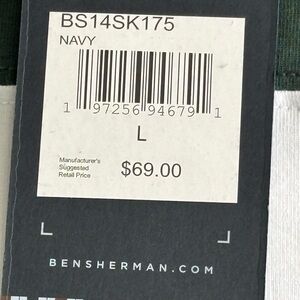 BS14SK175
NAVY
1 97256 94679 1
L
Manufacturer's
Suggested
Retail Price
$69.00
BENSHERMAN.COM